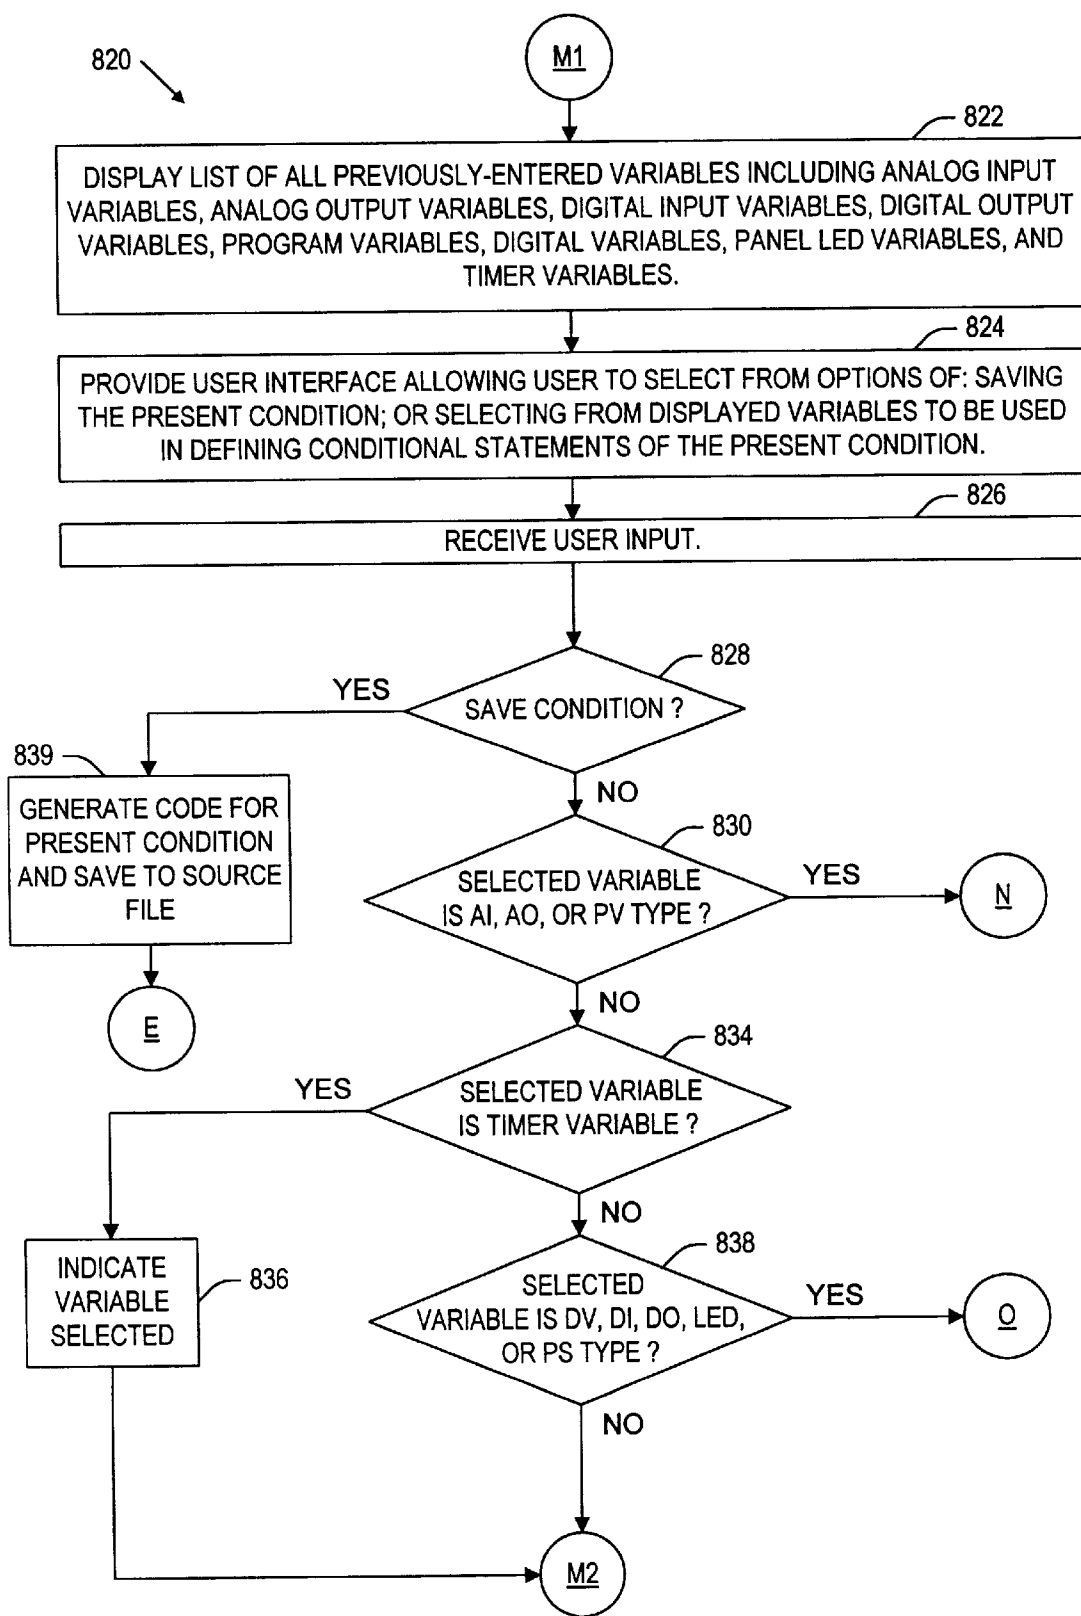 M1
820
822
DISPLAY LIST OF ALL PREVIOUSLY-ENTERED VARIABLES INCLUDING ANALOG INPUT
VARIABLES, ANALOG OUTPUT VARIABLES, DIGITAL INPUT VARIABLES, DIGITAL OUTPUT
VARIABLES, PROGRAM VARIABLES, DIGITAL VARIABLES, PANEL LED VARIABLES, AND
TIMER VARIABLES.
824
PROVIDE USER INTERFACE ALLOWING USER TO SELECT FROM OPTIONS OF: SAVING
THE PRESENT CONDITION; OR SELECTING FROM DISPLAYED VARIABLES TO BE USED
IN DEFINING CONDITIONAL STATEMENTS OF THE PRESENT CONDITION.
826
RECEIVE USER INPUT.
828
YES
SAVE CONDITION ?
839
NO
GENERATE CODE FOR
PRESENT CONDITION
AND SAVE TO SOURCE
FILE
830
SELECTED VARIABLE
IS AI, AO, OR PV TYPE ?
YES
N
NO
E
834
YES
SELECTED VARIABLE
IS TIMER VARIABLE ?
NO
838
INDICATE
VARIABLE
SELECTED
836
SELECTED
VARIABLE IS DV, DI, DO, LED,
OR PS TYPE ?
YES
O
NO
M2